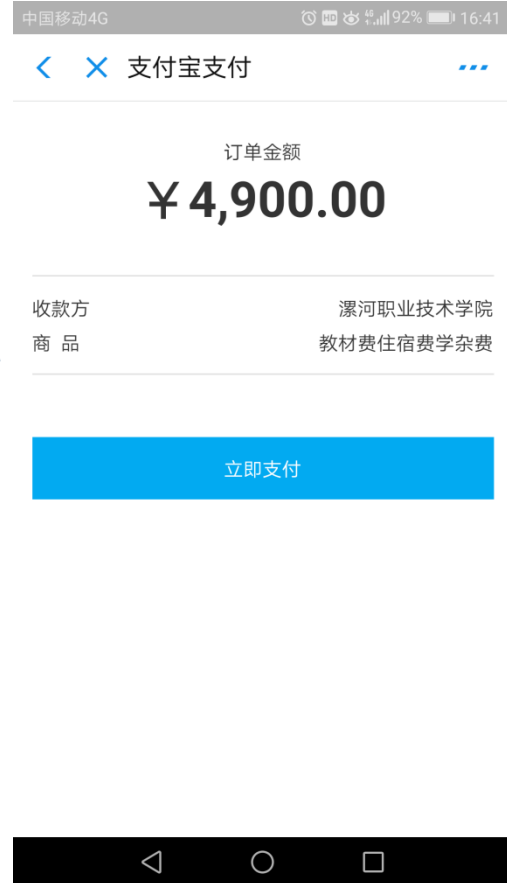 中国移动4G HD 4G 92% 16:41
支付宝支付
订单金额
￥4,900.00
收款方 漯河职业技术学院
商 品 教材费住宿费学杂费
立即支付